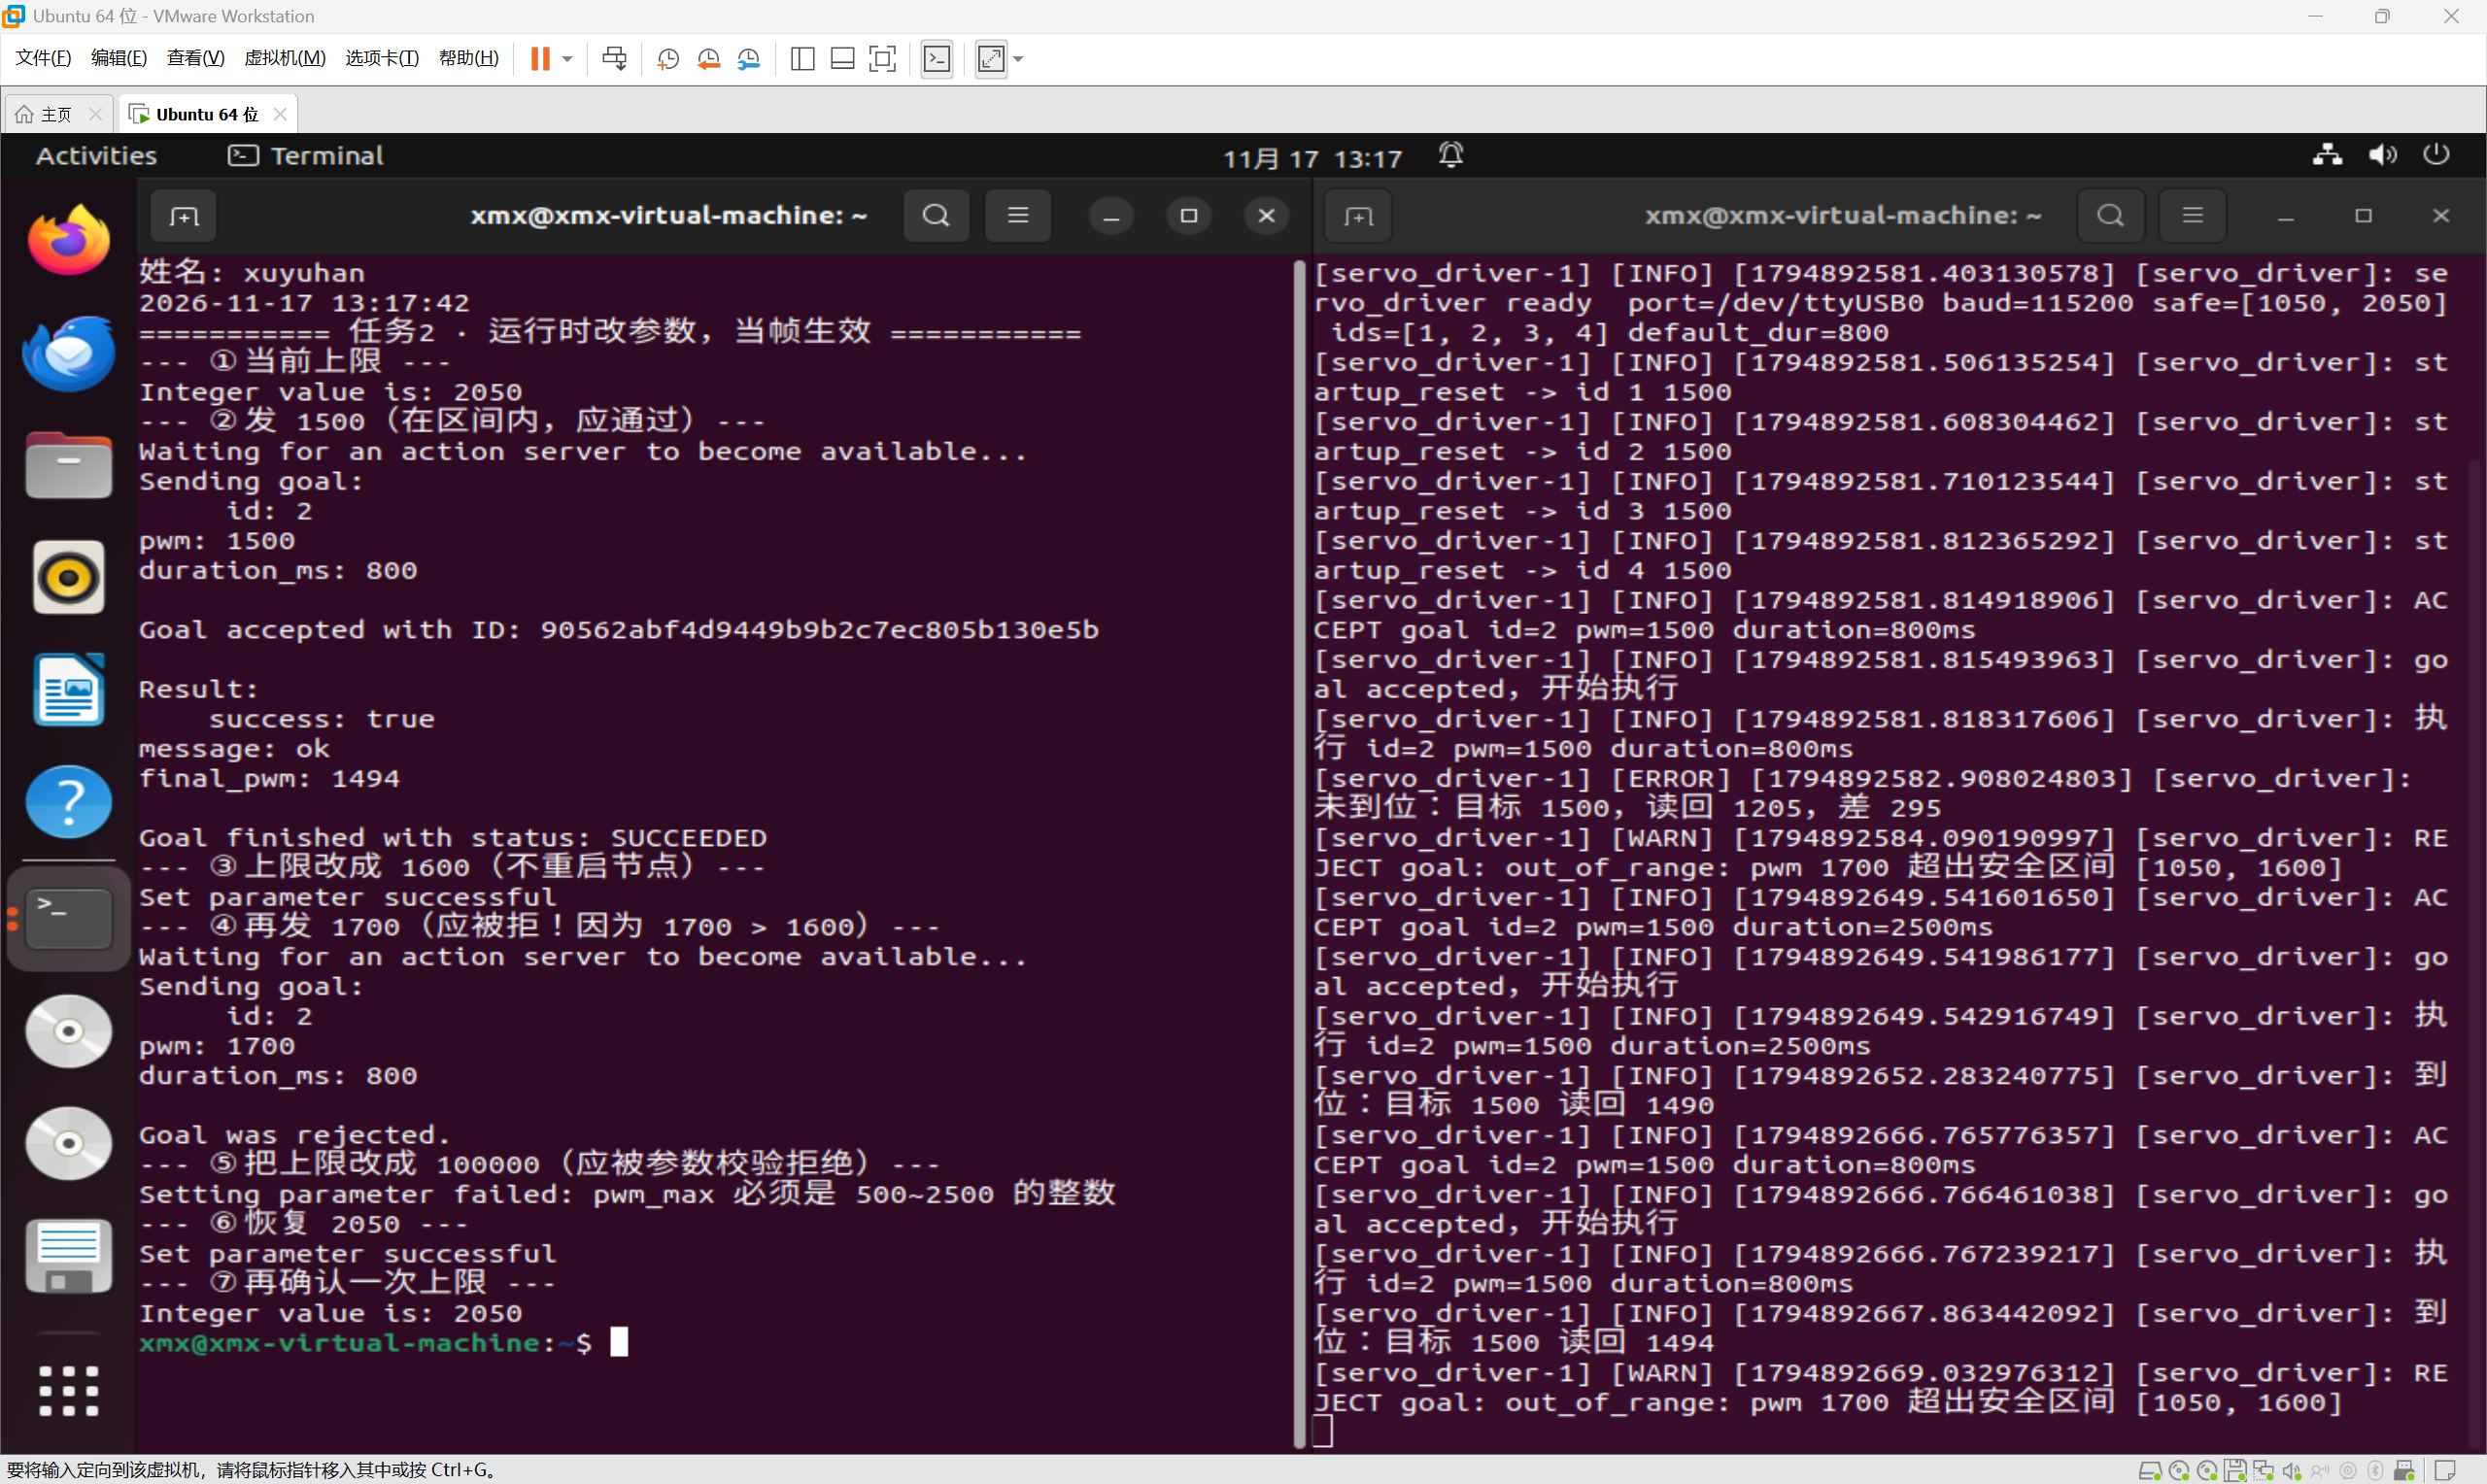 Ubuntu 64 位 - VMware Workstation
文件(F) 编辑(E) 查看(V) 虚拟机(M) 选项卡(T) 帮助(H)
主页 Ubuntu 64 位
Activities Terminal 11月 17 13:17
xmx@xmx-virtual-machine: ~
姓名: xuyuhan
2026-11-17 13:17:42
=========== 任务2 · 运行时改参数，当帧生效 ===========
--- ①当前上限 ---
Integer value is: 2050
--- ②发 1500（在区间内，应通过）---
Waiting for an action server to become available...
Sending goal:
id: 2
pwm: 1500
duration_ms: 800
Goal accepted with ID: 90562abf4d9449b9b2c7ec805b130e5b
Result:
success: true
message: ok
final_pwm: 1494
Goal finished with status: SUCCEEDED
--- ③上限改成 1600（不重启节点）---
Set parameter successful
--- ④再发 1700（应被拒！因为 1700 > 1600）---
Waiting for an action server to become available...
Sending goal:
id: 2
pwm: 1700
duration_ms: 800
Goal was rejected.
--- ⑤把上限改成 100000（应被参数校验拒绝）---
Setting parameter failed: pwm_max 必须是 500~2500 的整数
--- ⑥恢复 2050 ---
Set parameter successful
--- ⑦再确认一次上限 ---
Integer value is: 2050
xmx@xmx-virtual-machine:~$
xmx@xmx-virtual-machine: ~
[servo_driver-1] [INFO] [1794892581.403130578] [servo_driver]: se
rvo_driver ready  port=/dev/ttyUSB0 baud=115200 safe=[1050, 2050]
ids=[1, 2, 3, 4] default_dur=800
[servo_driver-1] [INFO] [1794892581.506135254] [servo_driver]: st
artup_reset -> id 1 1500
[servo_driver-1] [INFO] [1794892581.608304462] [servo_driver]: st
artup_reset -> id 2 1500
[servo_driver-1] [INFO] [1794892581.710123544] [servo_driver]: st
artup_reset -> id 3 1500
[servo_driver-1] [INFO] [1794892581.812365292] [servo_driver]: st
artup_reset -> id 4 1500
[servo_driver-1] [INFO] [1794892581.814918906] [servo_driver]: AC
CEPT goal id=2 pwm=1500 duration=800ms
[servo_driver-1] [INFO] [1794892581.815493963] [servo_driver]: go
al accepted，开始执行
[servo_driver-1] [INFO] [1794892581.818317606] [servo_driver]: 执
行 id=2 pwm=1500 duration=800ms
[servo_driver-1] [ERROR] [1794892582.908024803] [servo_driver]:
未到位：目标 1500，读回 1205，差 295
[servo_driver-1] [WARN] [1794892584.090190997] [servo_driver]: RE
JECT goal: out_of_range: pwm 1700 超出安全区间 [1050, 1600]
[servo_driver-1] [INFO] [1794892649.541601650] [servo_driver]: AC
CEPT goal id=2 pwm=1500 duration=2500ms
[servo_driver-1] [INFO] [1794892649.541986177] [servo_driver]: go
al accepted，开始执行
[servo_driver-1] [INFO] [1794892649.542916749] [servo_driver]: 执
行 id=2 pwm=1500 duration=2500ms
[servo_driver-1] [INFO] [1794892652.283240775] [servo_driver]: 到
位：目标 1500 读回 1490
[servo_driver-1] [INFO] [1794892666.765776357] [servo_driver]: AC
CEPT goal id=2 pwm=1500 duration=800ms
[servo_driver-1] [INFO] [1794892666.766461038] [servo_driver]: go
al accepted，开始执行
[servo_driver-1] [INFO] [1794892666.767239217] [servo_driver]: 执
行 id=2 pwm=1500 duration=800ms
[servo_driver-1] [INFO] [1794892667.863442092] [servo_driver]: 到
位：目标 1500 读回 1494
[servo_driver-1] [WARN] [1794892669.032976312] [servo_driver]: RE
JECT goal: out_of_range: pwm 1700 超出安全区间 [1050, 1600]
要将输入定向到该虚拟机，请将鼠标指针移入其中或按 Ctrl+G。